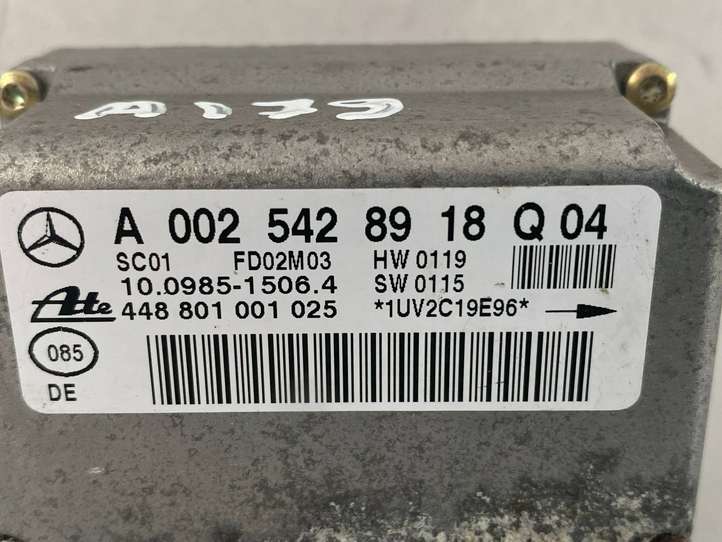 A179
A 002 542 89 18 Q 04
SC01 FD02M03 HW 0119
10.0985-1506.4 SW 0115
Ate 448 801 001 025 *1UV2C19E96*
085
DE